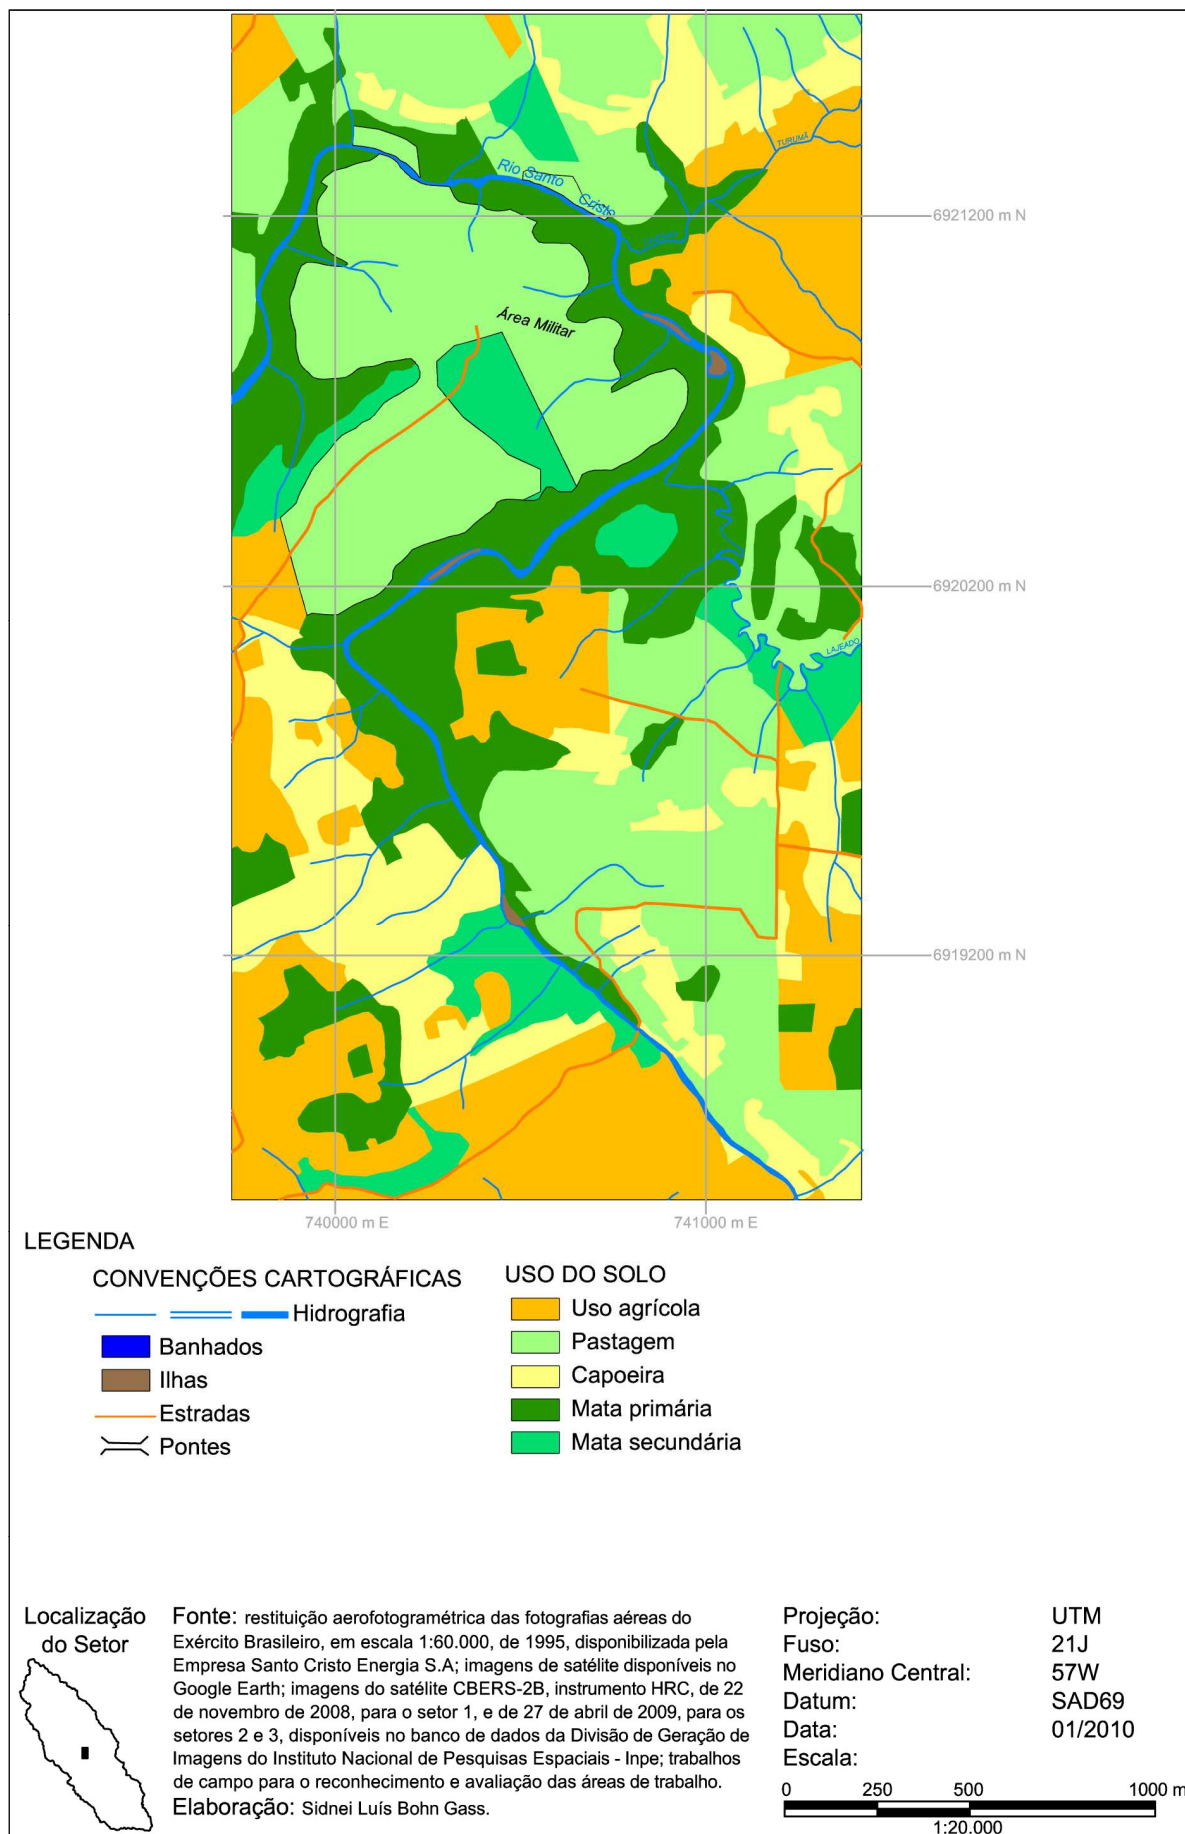 TURUMÃ
Rio Santo
Cristo
6921200 m N
Área Militar
6920200 m N
LAJEADO
6919200 m N
740000 m E
741000 m E
LEGENDA
CONVENÇÕES CARTOGRÁFICAS
Hidrografia
Banhados
Ilhas
Estradas
Pontes
USO DO SOLO
Uso agrícola
Pastagem
Capoeira
Mata primária
Mata secundária
Localização
do Setor
Fonte: restituição aerofotogramétrica das fotografias aéreas do
Exército Brasileiro, em escala 1:60.000, de 1995, disponibilizada pela
Empresa Santo Cristo Energia S.A; imagens de satélite disponíveis no
Google Earth; imagens do satélite CBERS-2B, instrumento HRC, de 22
de novembro de 2008, para o setor 1, e de 27 de abril de 2009, para os
setores 2 e 3, disponíveis no banco de dados da Divisão de Geração de
Imagens do Instituto Nacional de Pesquisas Espaciais - Inpe; trabalhos
de campo para o reconhecimento e avaliação das áreas de trabalho.
Elaboração: Sidnei Luís Bohn Gass.
Projeção: UTM
Fuso: 21J
Meridiano Central: 57W
Datum: SAD69
Data: 01/2010
Escala:
0 250 500 1000 m
1:20.000